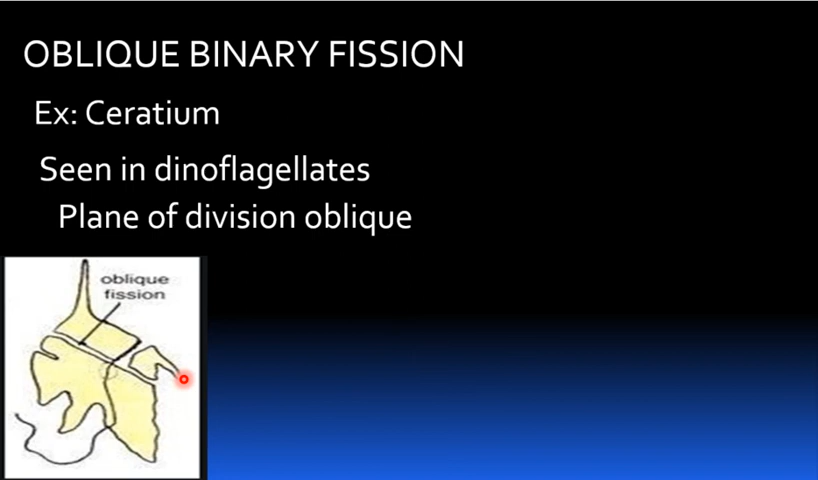 OBLIQUE BINARY FISSION
Ex: Ceratium
Seen in dinoflagellates
Plane of division oblique
oblique
fission